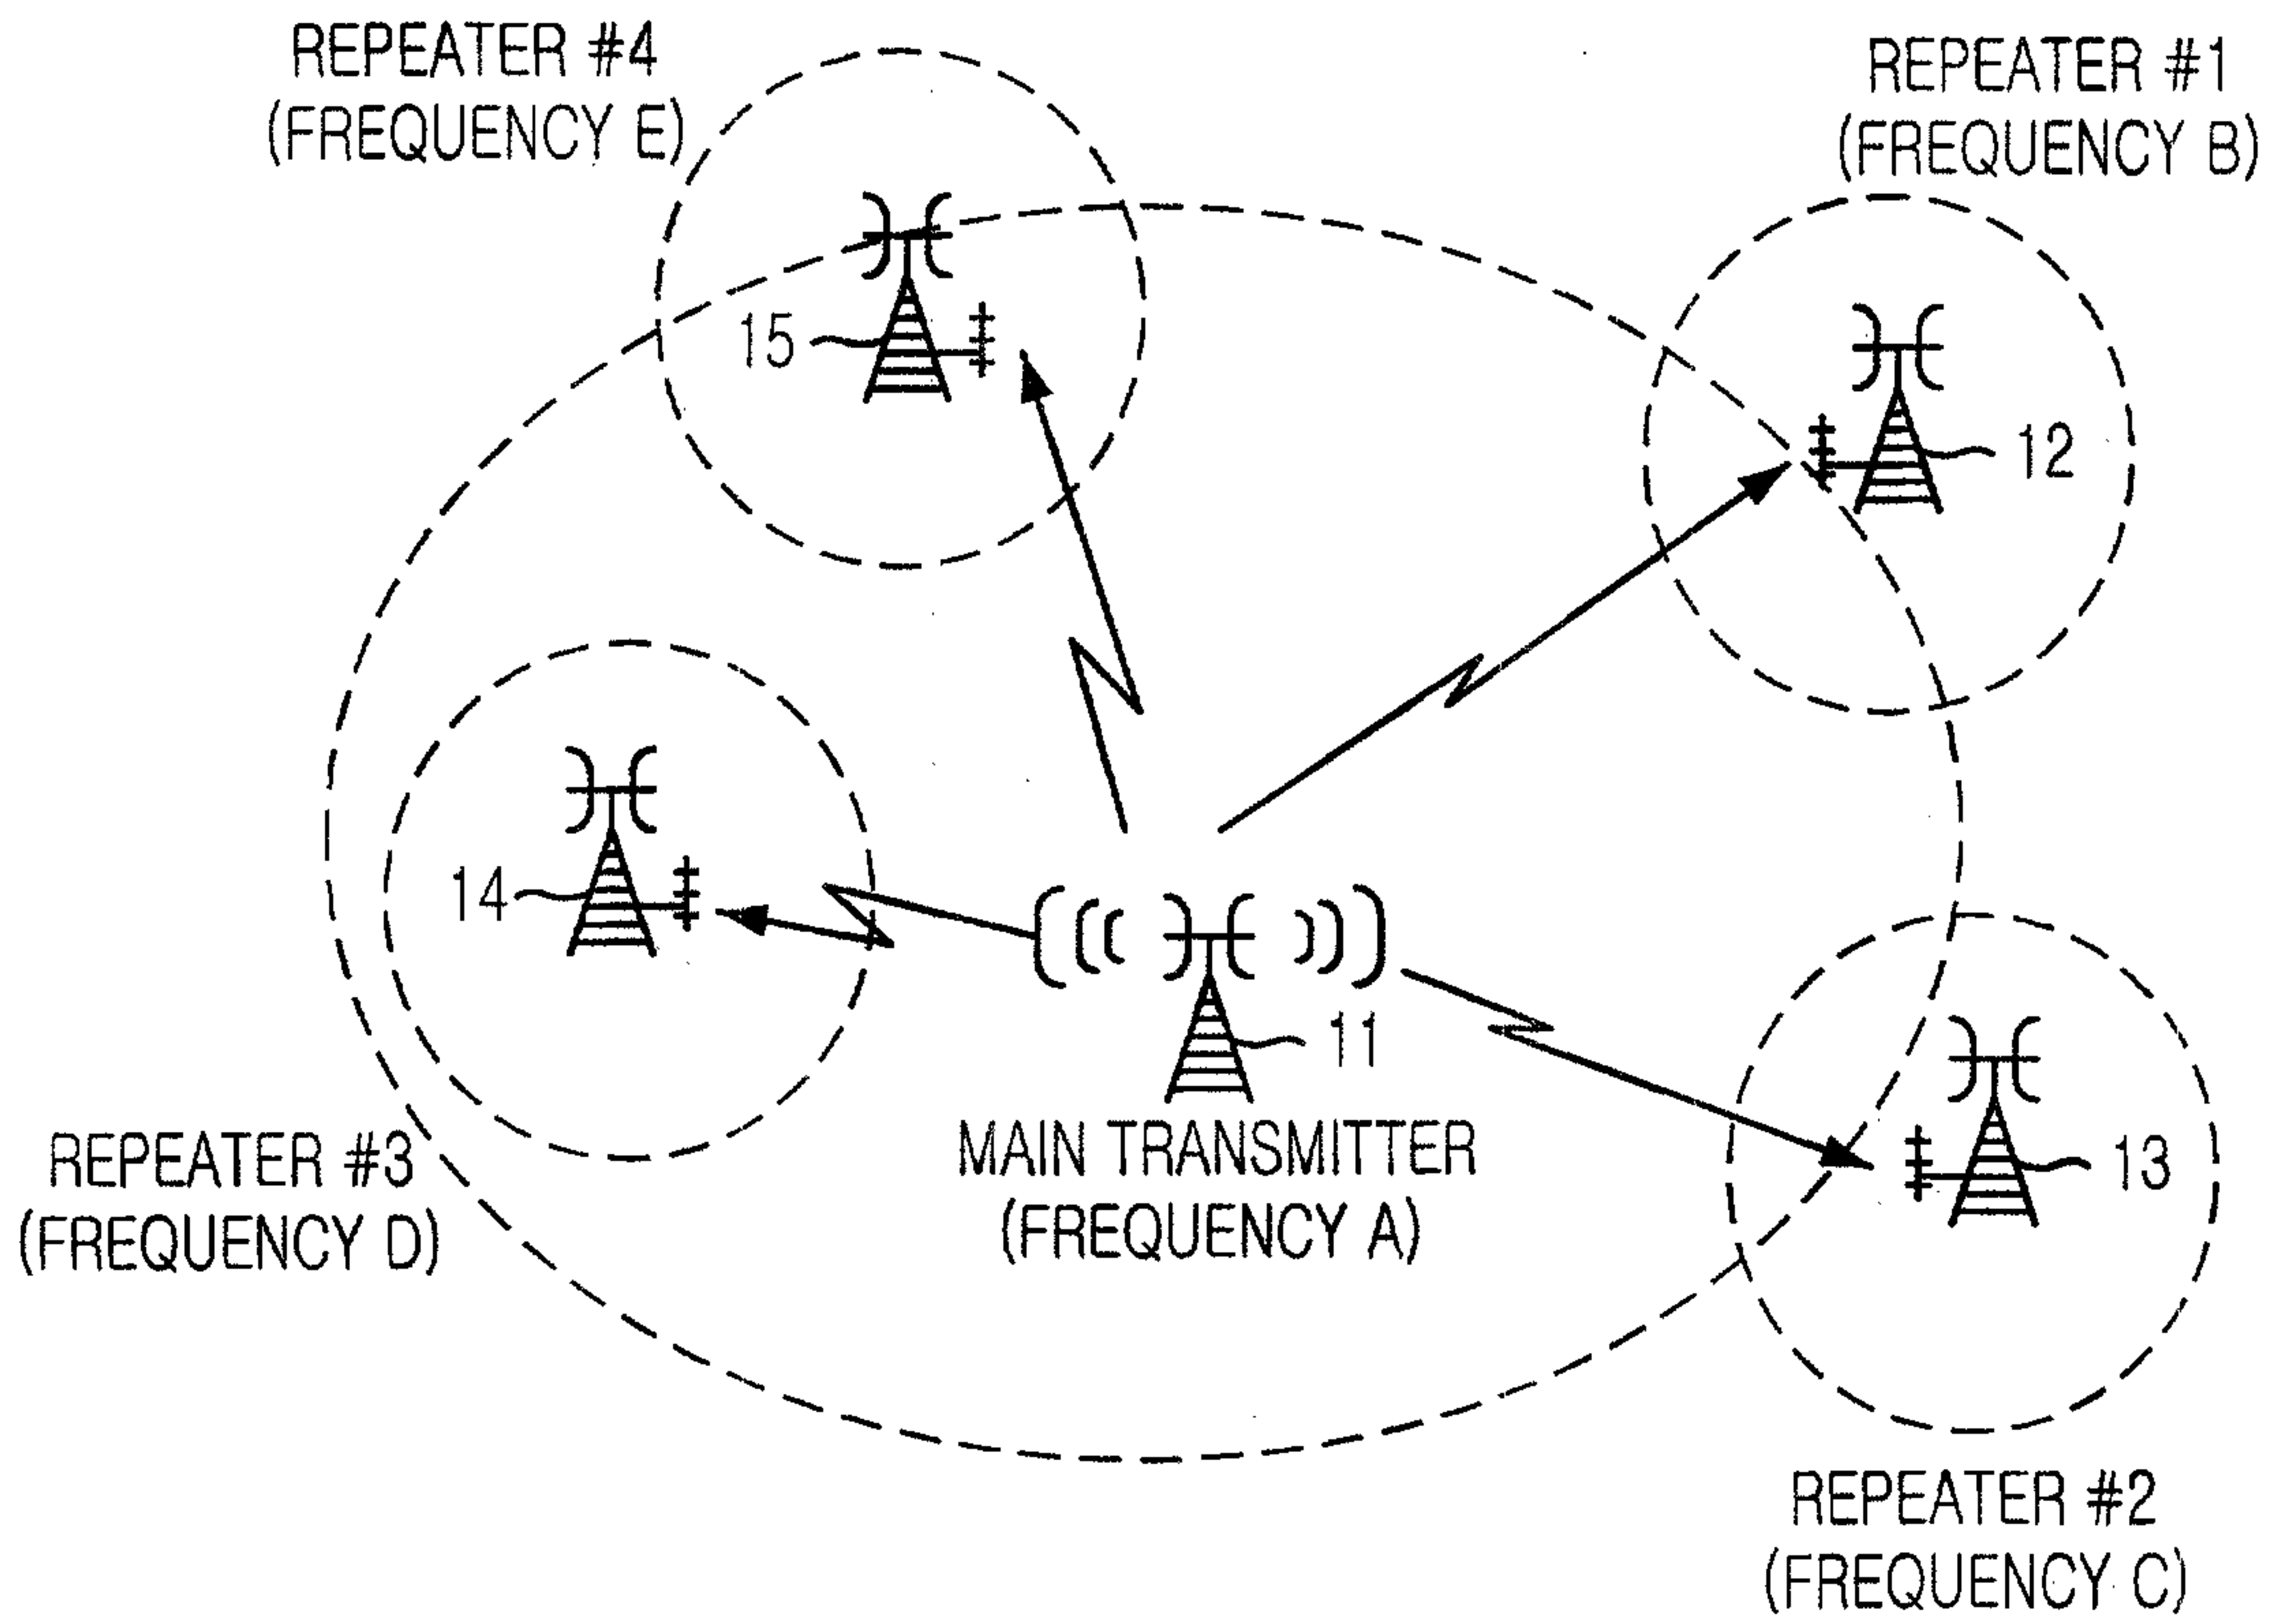 REPEATER #4
(FREQUENCY E)
REPEATER #1
(FREQUENCY B)
15
12
14
11
MAIN TRANSMITTER
(FREQUENCY A)
13
REPEATER #3
(FREQUENCY D)
REPEATER #2
(FREQUENCY C)